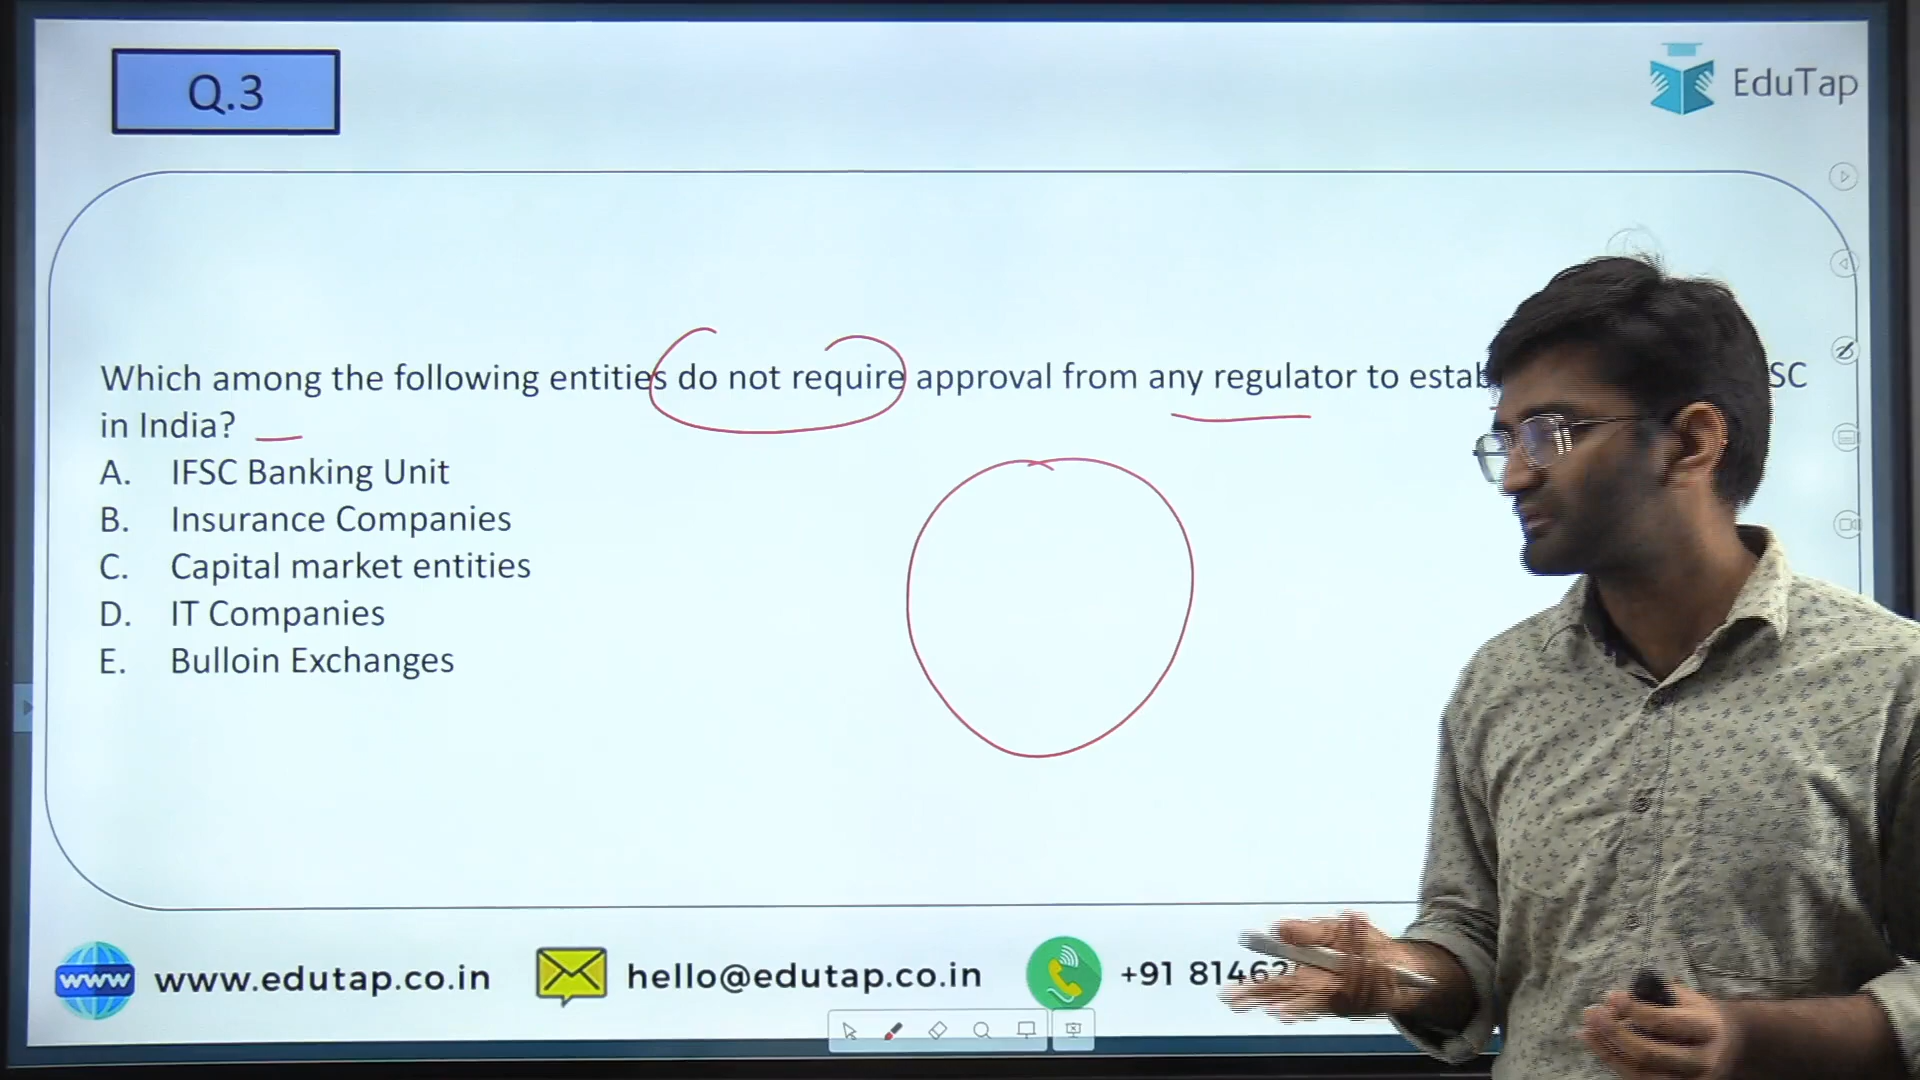 Q.3
EduTap
Which among the following entities do not require approval from any regulator to SC
in India?
A. IFSC Banking Unit
B. Insurance Companies
C. Capital market entities
D. IT Companies
E. Bulloin Exchanges
www www.edutap.co.in hello@edutap.co.in +91 8146